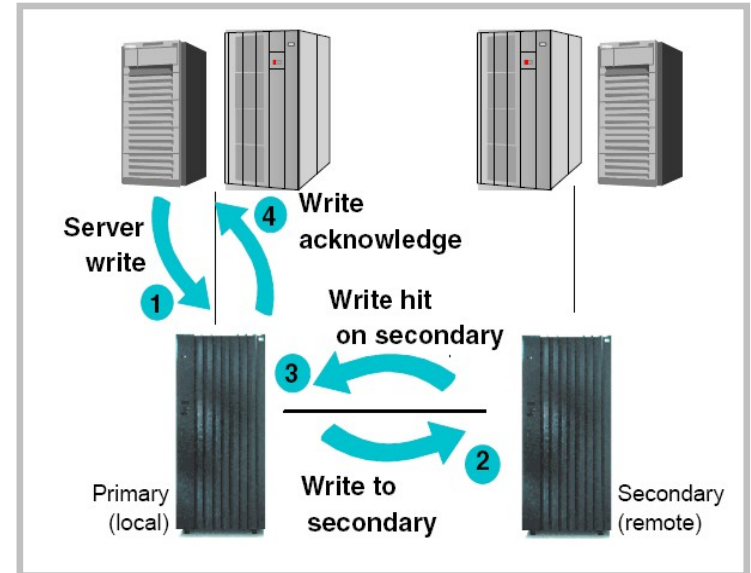 Server
write
1
4
Write
acknowledge
Write hit
on secondary
3
2
Write to
secondary
Primary
(local)
Secondary
(remote)